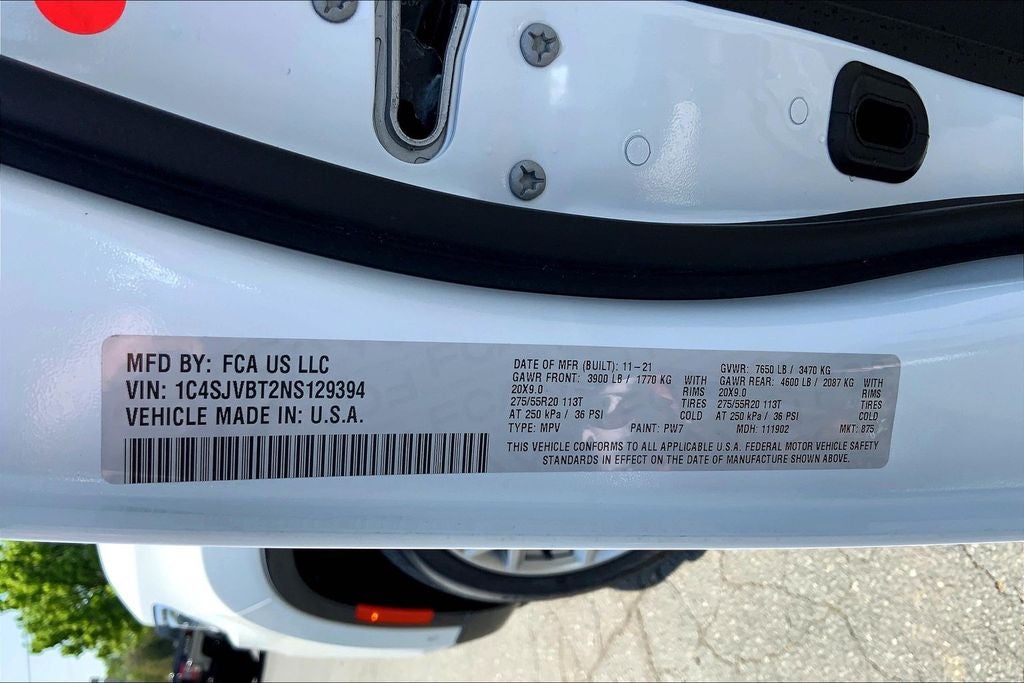 MFD BY: FCA US LLC
VIN: 1C4SJVBT2NS129394
VEHICLE MADE IN: U.S.A.
DATE OF MFR (BUILT): 11-21
GAWR FRONT: 3900 LB / 1770 KG WITH
20X9.0 RIMS
275/55R20 113T TIRES
AT 250 kPa / 36 PSI COLD
TYPE: MPV PAINT: PW7
GVWR: 7650 LB / 3470 KG
GAWR REAR: 4600 LB / 2087 KG WITH
20X9.0 RIMS
275/55R20 113T TIRES
AT 250 kPa / 36 PSI COLD
MDH: 111902 MKT: 875
THIS VEHICLE CONFORMS TO ALL APPLICABLE U.S.A. FEDERAL MOTOR VEHICLE SAFETY
STANDARDS IN EFFECT ON THE DATE OF MANUFACTURE SHOWN ABOVE.